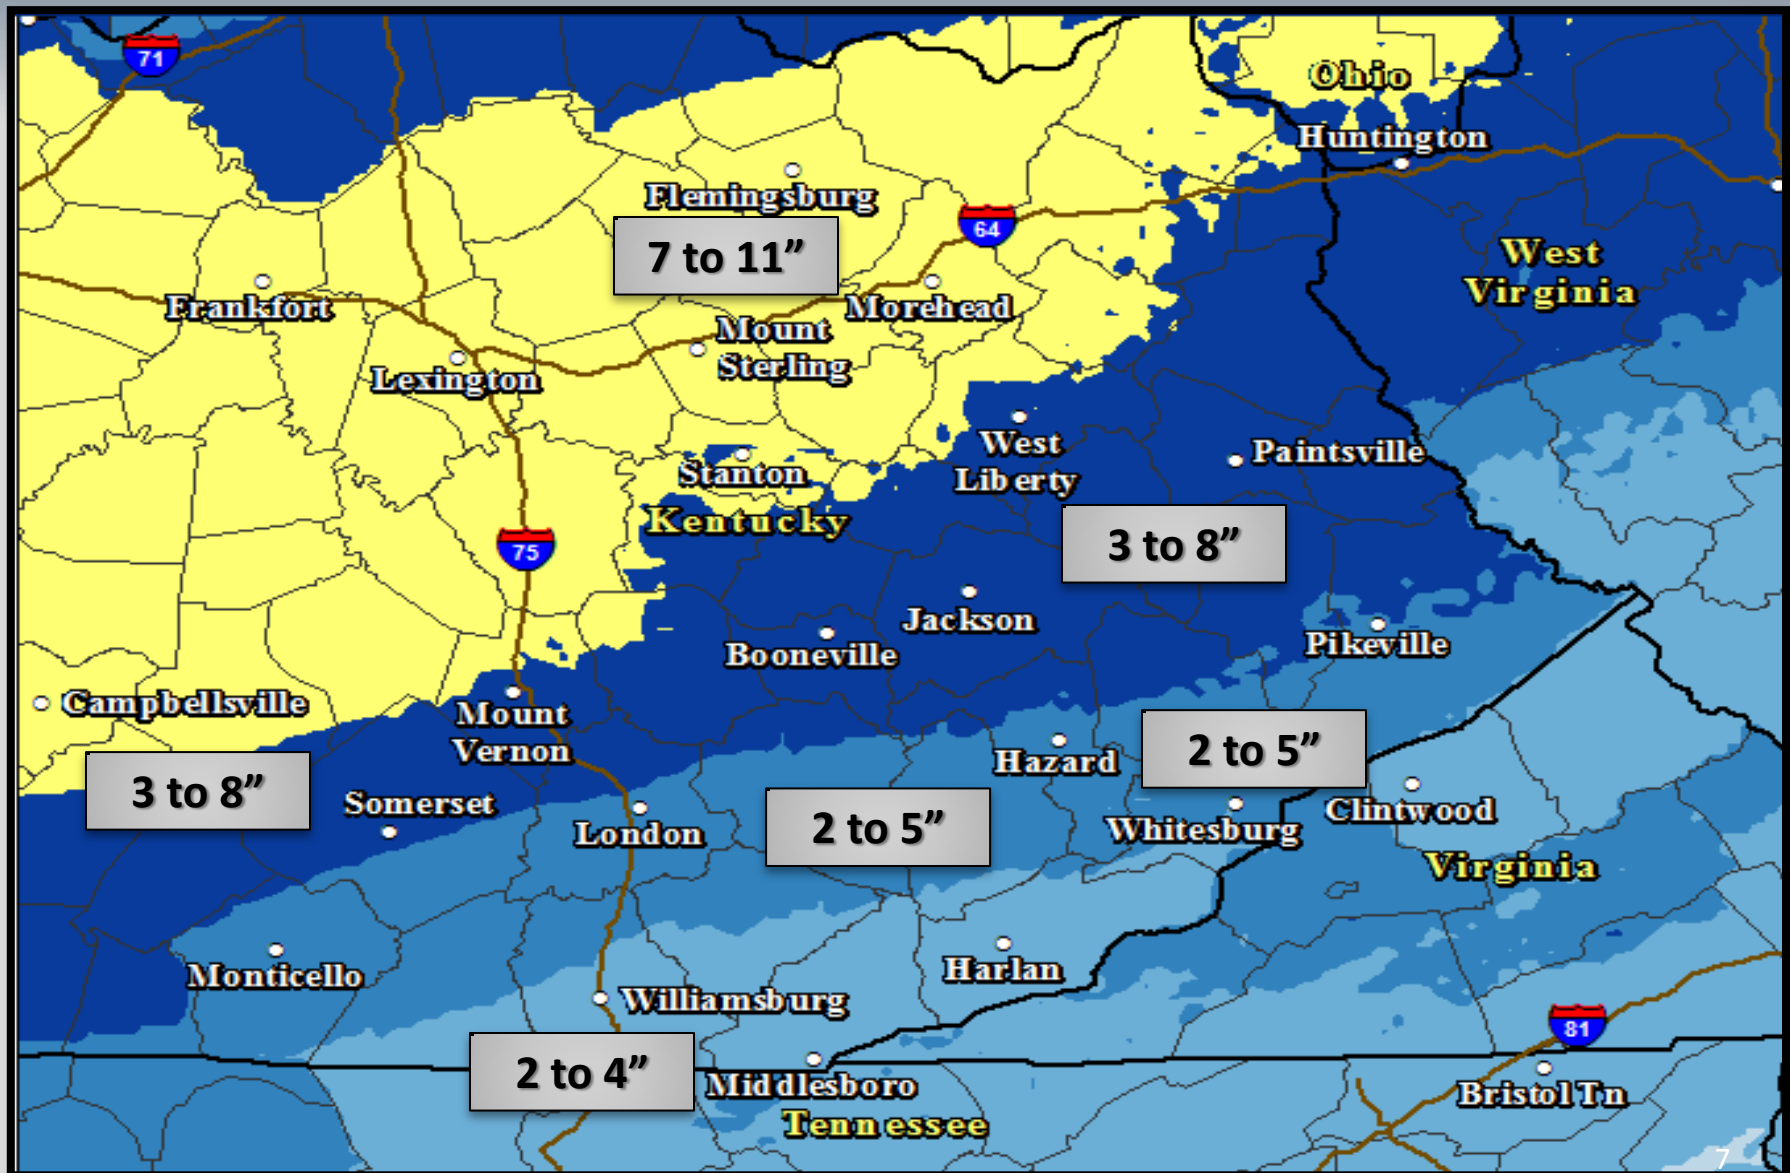 71
Ohio
Huntington
Flemingsburg
64
7 to 11”
West
Virginia
Frankfort
Morehead
Mount
Sterling
Lexington
West
Liberty
Paintsville
Stanton
Kentucky
75
3 to 8”
Jackson
Booneville
Pikeville
Campbellsville
Mount
Vernon
Hazard
2 to 5”
3 to 8”
Somerset
London
2 to 5”
Whitesburg
Clintwood
Virginia
Monticello
Harlan
Williamsburg
81
2 to 4”
Middlesboro
Bristol Tn
Tennessee
7